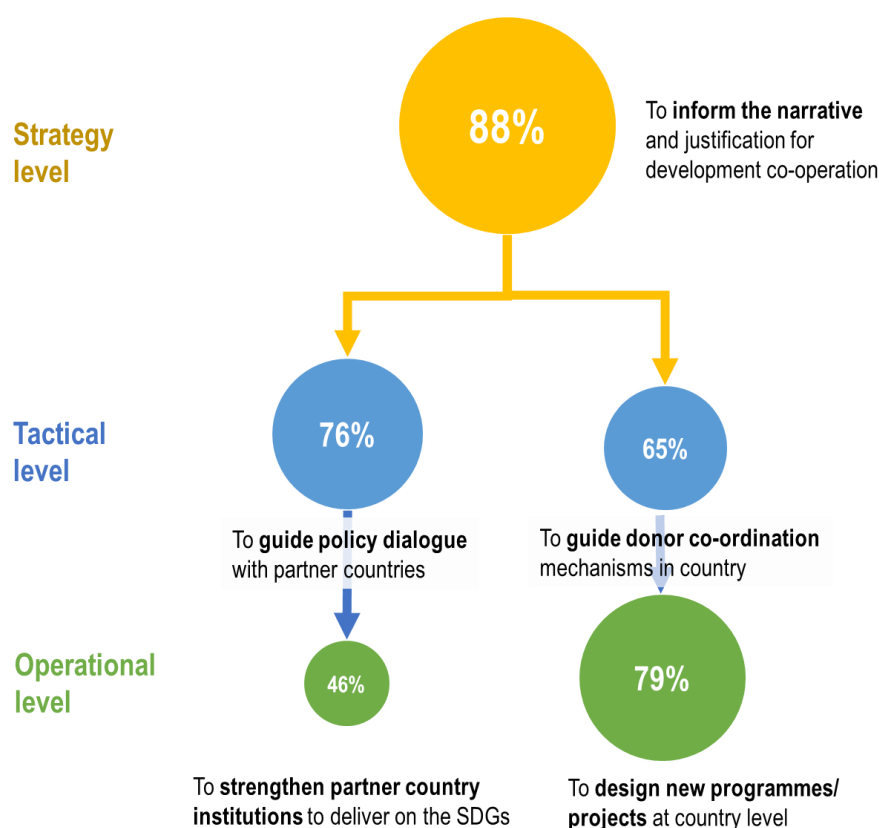 Strategy
level
88%
To inform the narrative
and justification for
development co-operation
Tactical
level
76%
65%
To guide policy dialogue
with partner countries
To guide donor co-ordination
mechanisms in country
Operational
level
46%
79%
To strengthen partner country
institutions to deliver on the SDGs
To design new programmes/
projects at country level